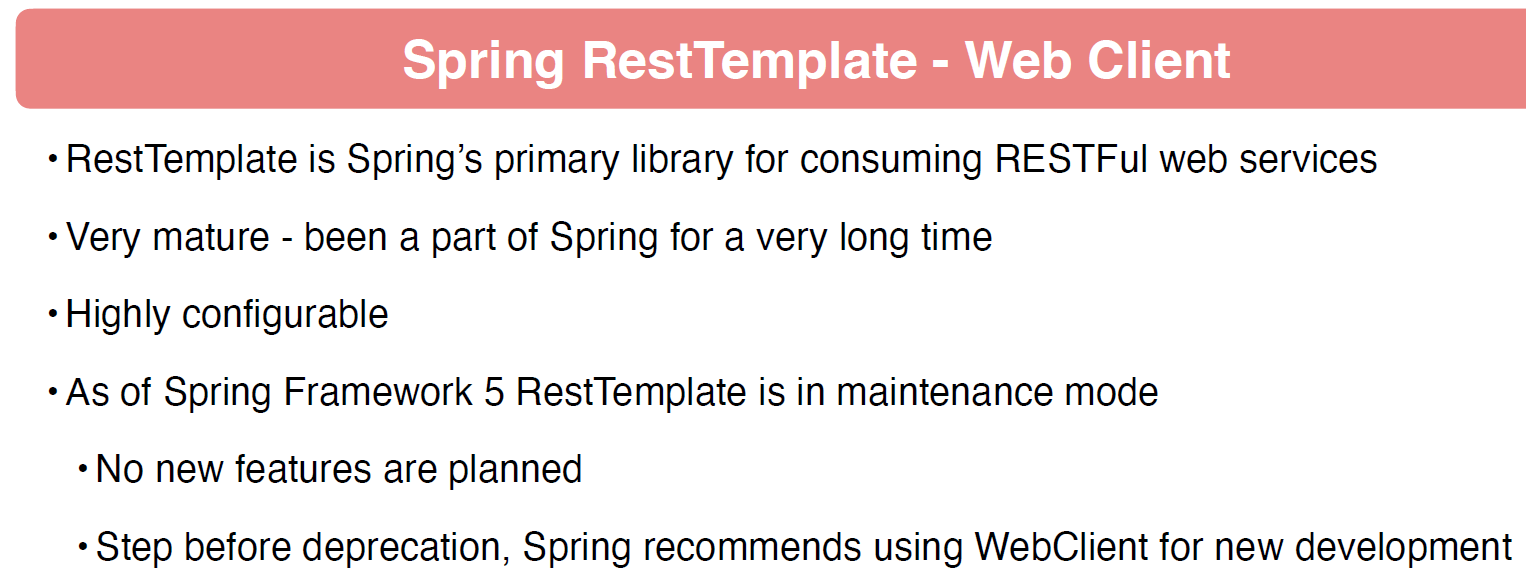 Spring RestTemplate - Web Client
• RestTemplate is Spring’s primary library for consuming RESTFul web services
• Very mature - been a part of Spring for a very long time
• Highly configurable
• As of Spring Framework 5 RestTemplate is in maintenance mode
• No new features are planned
• Step before deprecation, Spring recommends using WebClient for new development